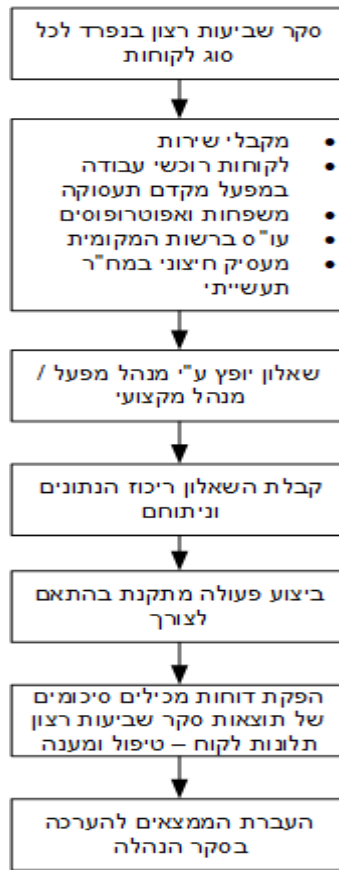 סקר שביעות רצון בנפרד לכל
סוג לקוחות
• מקבלי שירות
• לקוחות רוכשי עבודה
במפעל מקדם תעסוקה
• משפחות ואפוטרופוסים
• עו"ס ברשות המקומית
• מעסיק חיצוני במח"ר
תעשייתי
שאלון יופץ ע"י מנהל מפעל /
מנהל מקצועי
קבלת השאלון ריכוז הנתונים
וניתוחם
ביצוע פעולה מתקנת בהתאם
לצורך
הפקת דוחות מכילים סיכומים
של תוצאות סקר שביעות רצון
תלונות לקוח – טיפול ומענה
העברת הממצאים להערכה
בסקר הנהלה